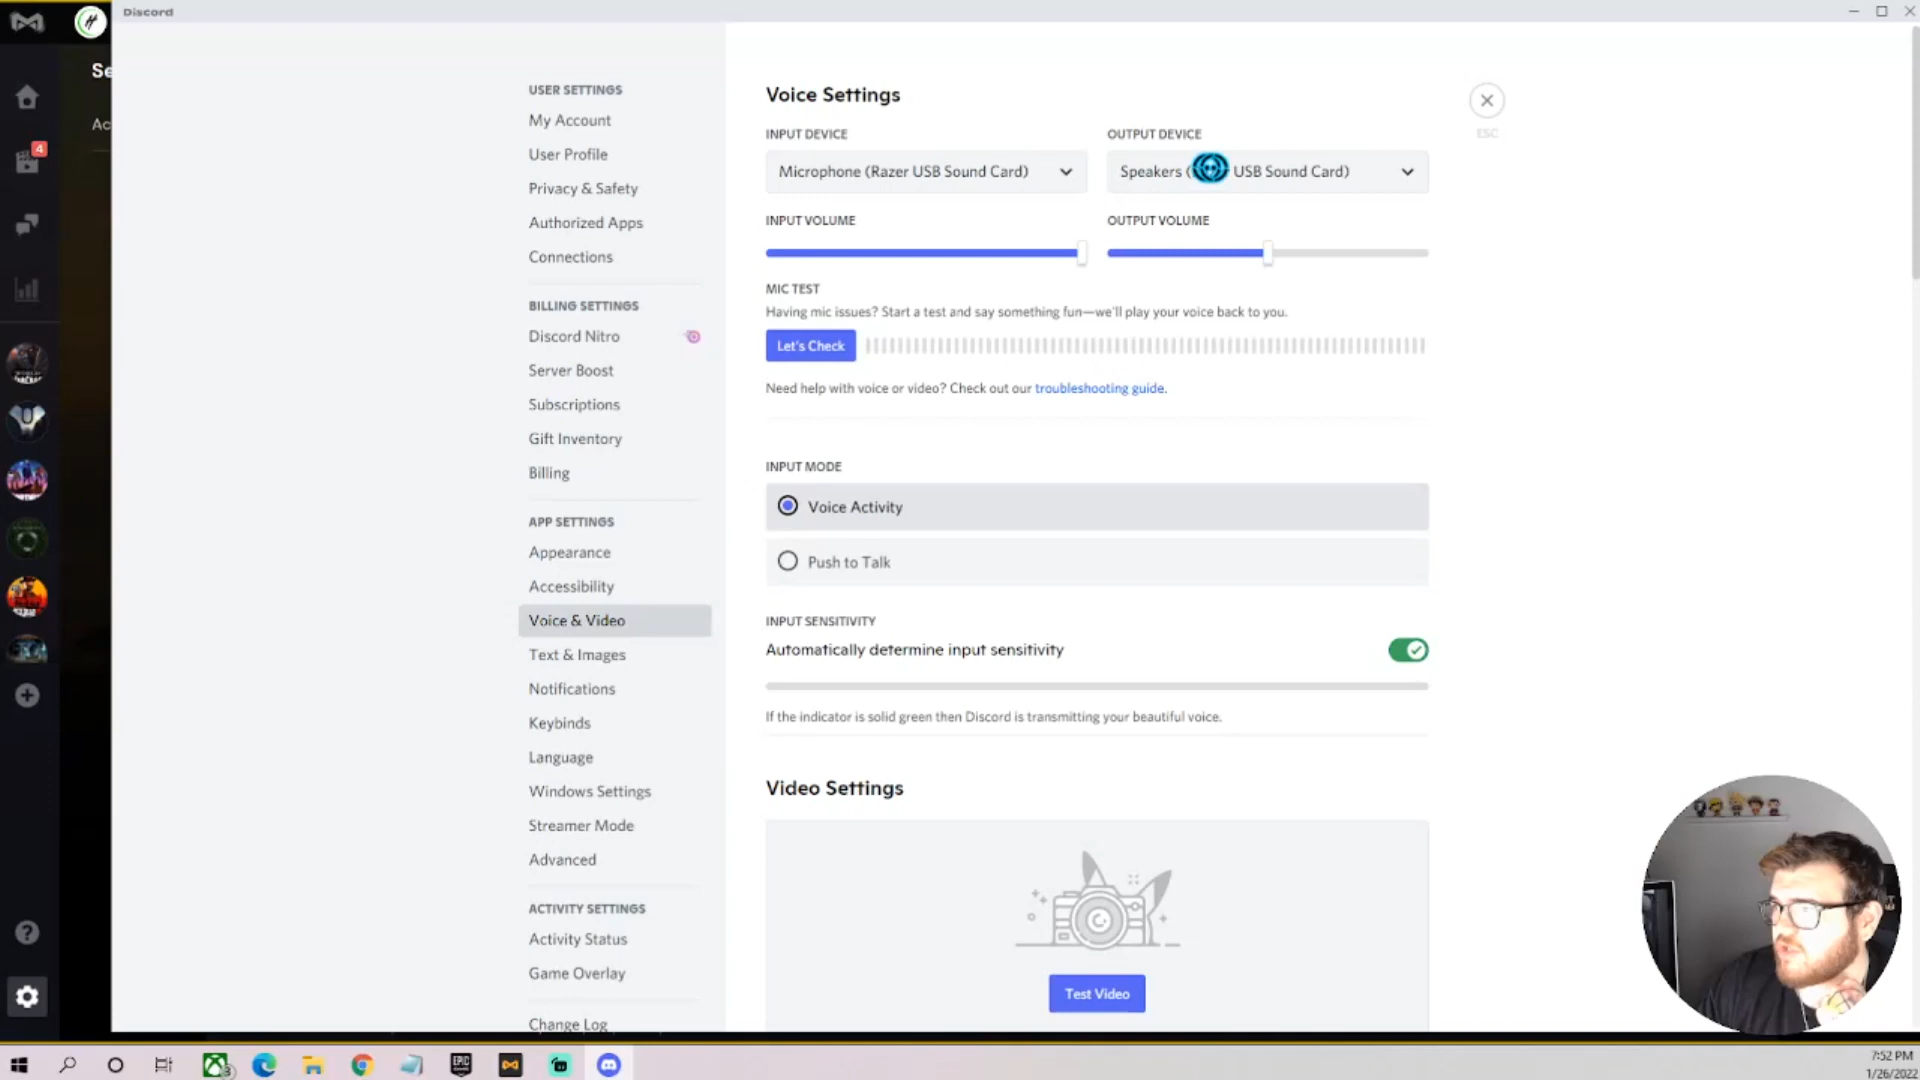 Discord
Se
Ac
4
USER SETTINGS
My Account
User Profile
Privacy & Safety
Authorized Apps
Connections
BILLING SETTINGS
Discord Nitro
Server Boost
Subscriptions
Gift Inventory
Billing
APP SETTINGS
Appearance
Accessibility
Voice & Video
Text & Images
Notifications
Keybinds
Language
Windows Settings
Streamer Mode
Advanced
ACTIVITY SETTINGS
Activity Status
Game Overlay
Change Log
Voice Settings
ESC
INPUT DEVICE
OUTPUT DEVICE
Microphone (Razer USB Sound Card)
Speakers ( USB Sound Card)
INPUT VOLUME
OUTPUT VOLUME
MIC TEST
Having mic issues? Start a test and say something fun—we'll play your voice back to you.
Let's Check
Need help with voice or video? Check out our troubleshooting guide.
INPUT MODE
Voice Activity
Push to Talk
INPUT SENSITIVITY
Automatically determine input sensitivity
If the indicator is solid green then Discord is transmitting your beautiful voice.
Video Settings
Test Video
3
EPIC
7:52 PM
1/26/2022